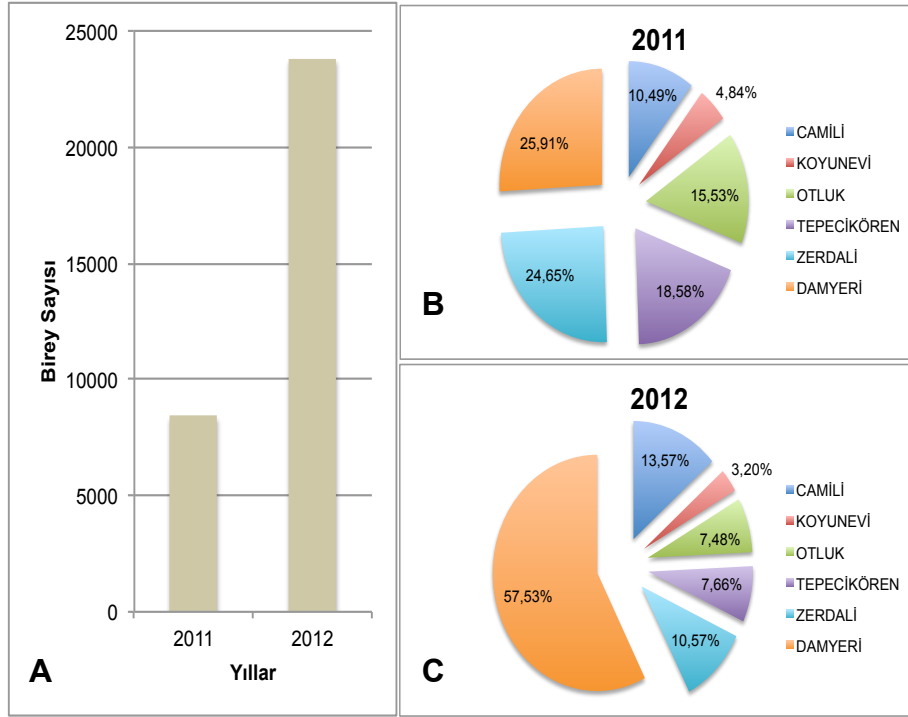 25000
20000
15000
10000
5000
0
Birey Sayısı
2011
2012
Yıllar
A
2011
10,49%
4,84%
15,53%
18,58%
24,65%
25,91%
CAMİLİ
KOYUNEVİ
OTLUK
TEPECİKÖREN
ZERDALİ
DAMYERİ
B
2012
13,57%
3,20%
7,48%
7,66%
10,57%
57,53%
CAMİLİ
KOYUNEVİ
OTLUK
TEPECİKÖREN
ZERDALİ
DAMYERİ
C